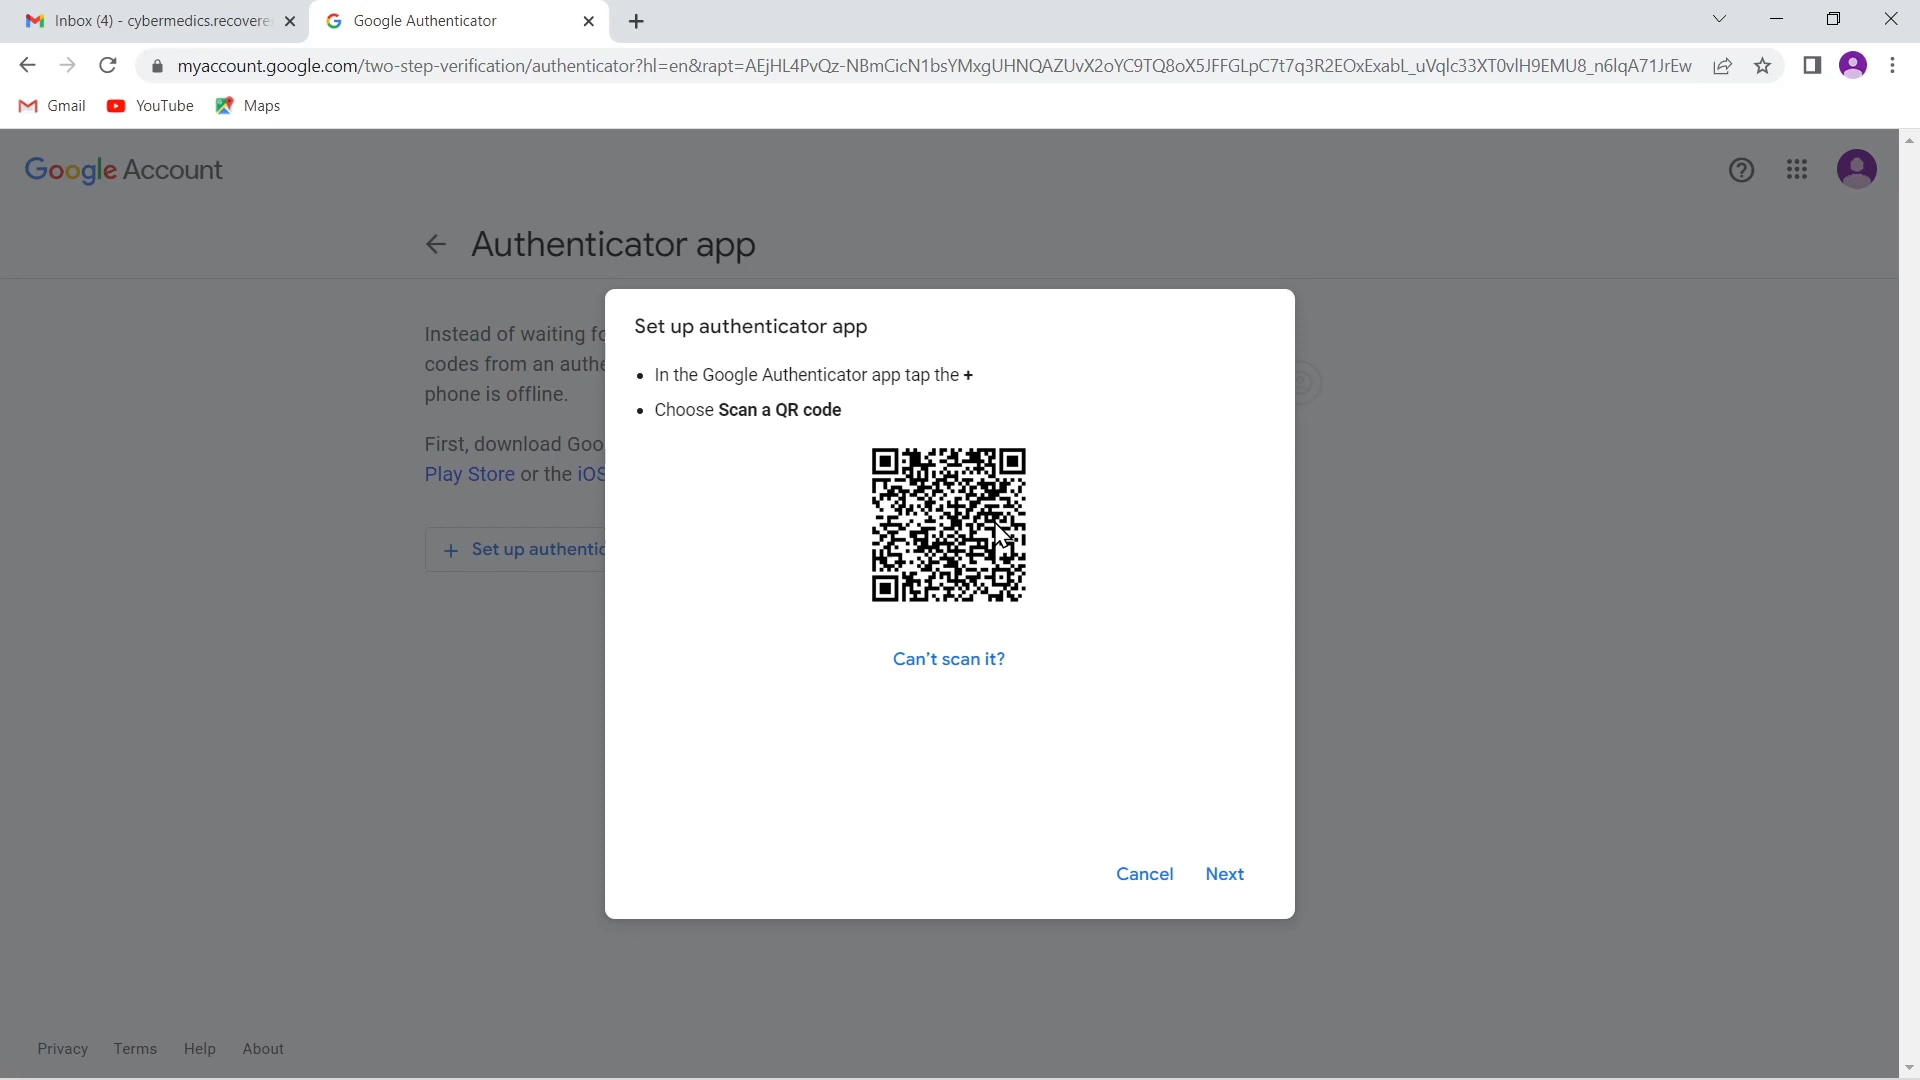 Inbox (4) - cybermedics.recovere
Google Authenticator
myaccount.google.com/two-step-verification/authenticator?hl=en&rapt=AEjHL4PvQz-NBmCicN1bsYMxgUHNQAZUvX2oYC9TQ8oX5JFFGLpC7t7q3R2EOxExabL_uVqlc33XT0vlH9EMU8_n6lqA71JrEw
Gmail
YouTube
Maps
Google Account
Authenticator app
Instead of waiting fo
codes from an authe
phone is offline.
First, download Goo
Play Store or the iOS
+ Set up authentic
Set up authenticator app
• In the Google Authenticator app tap the +
• Choose Scan a QR code
Can't scan it?
Cancel
Next
Privacy
Terms
Help
About